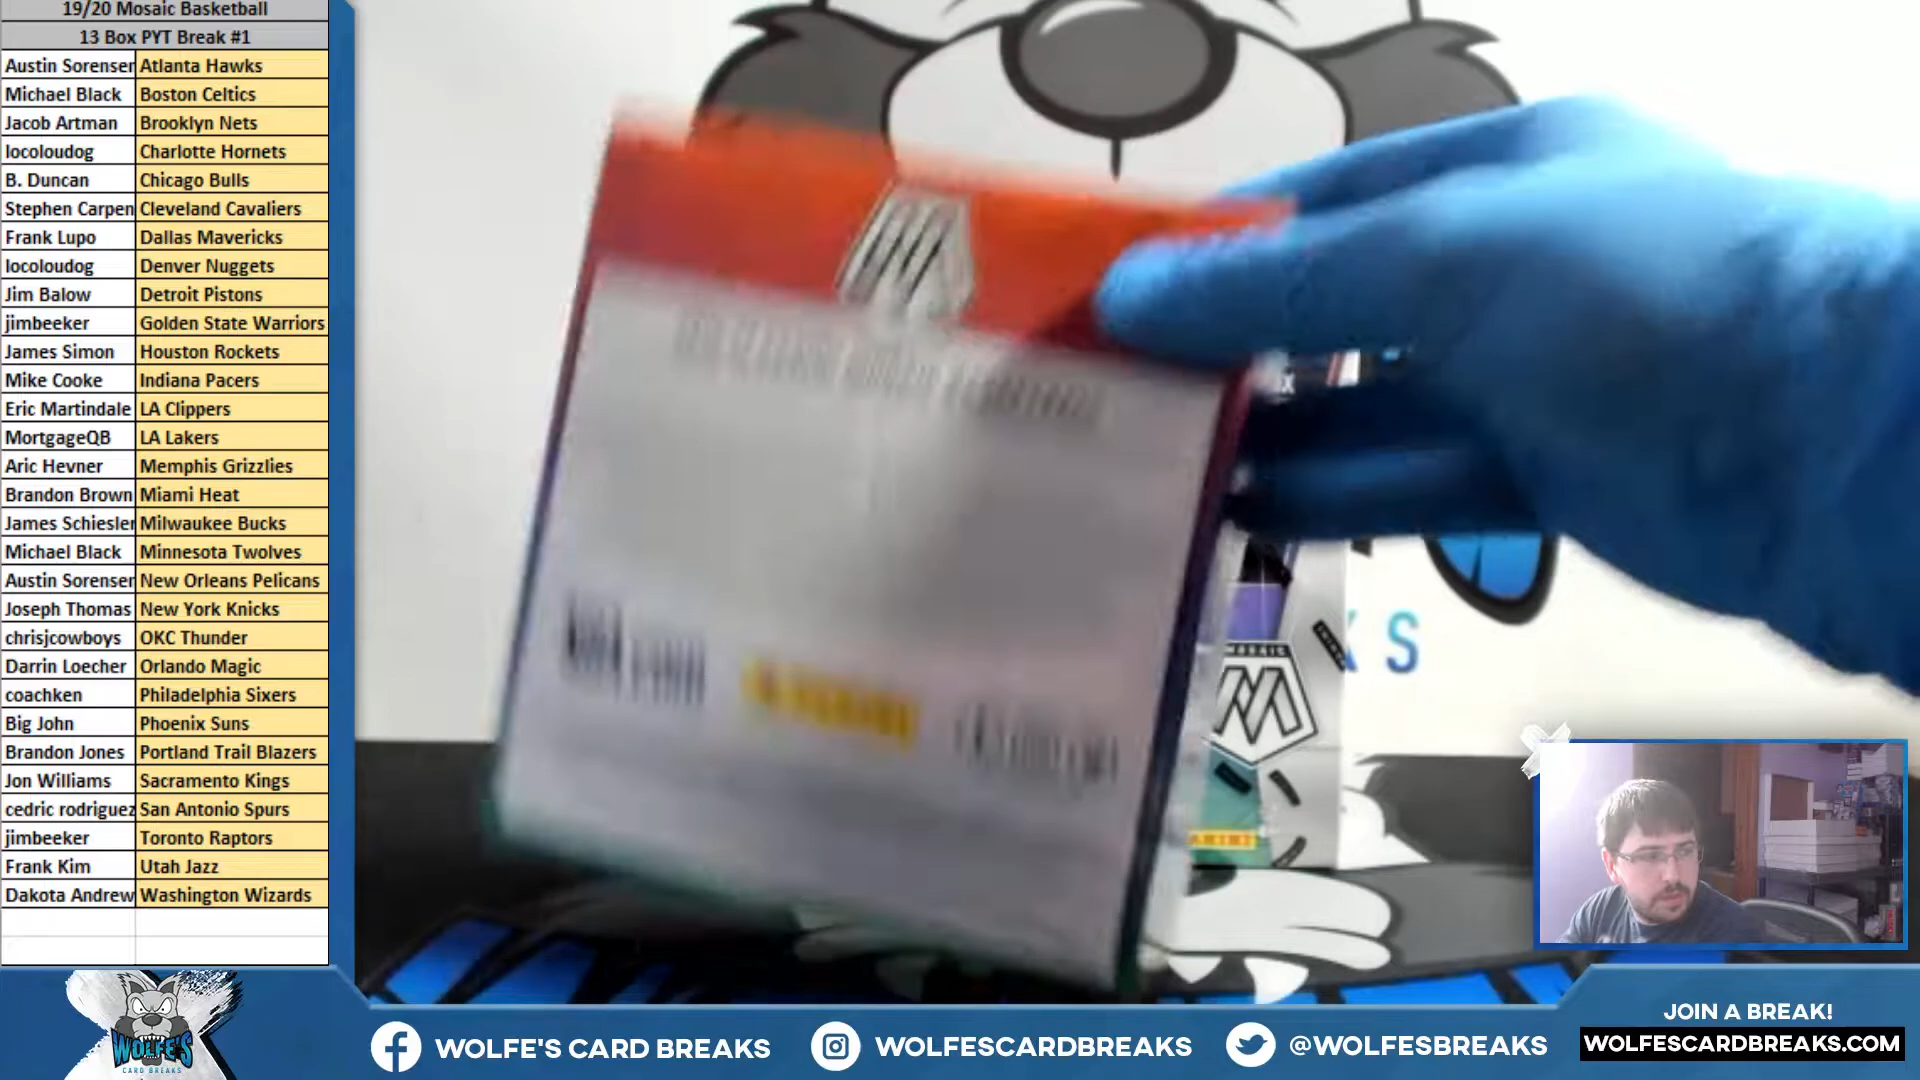 19/20 Mosaic Basketball
13 Box PYT Break #1
Austin Sorenser Atlanta Hawks
Michael Black Boston Celtics
Jacob Artman Brooklyn Nets
locoloudog Charlotte Hornets
B. Duncan Chicago Bulls
Stephen Carpen Cleveland Cavaliers
Frank Lupo Dallas Mavericks
locoloudog Denver Nuggets
Jim Balow Detroit Pistons
jimbeeker Golden State Warriors
James Simon Houston Rockets
Mike Cooke Indiana Pacers
Eric Martindale LA Clippers
MortgageQB LA Lakers
Aric Hevner Memphis Grizzlies
Brandon Brown Miami Heat
James Schiesler Milwaukee Bucks
Michael Black Minnesota Twolves
Austin Sorenser New Orleans Pelicans
Joseph Thomas New York Knicks
chrisjcowboys OKC Thunder
Darrin Loecher Orlando Magic
coachken Philadelphia Sixers
Big John Phoenix Suns
Brandon Jones Portland Trail Blazers
Jon Williams Sacramento Kings
cedric rodriguez San Antonio Spurs
jimbeeker Toronto Raptors
Frank Kim Utah Jazz
Dakota Andrew Washington Wizards
S
MOSAIC
WOLFE'S
CARD BREAKS
WOLFE'S CARD BREAKS
WOLFESCARDBREAKS
@WOLFESBREAKS
JOIN A BREAK!
WOLFESCARDBREAKS.COM